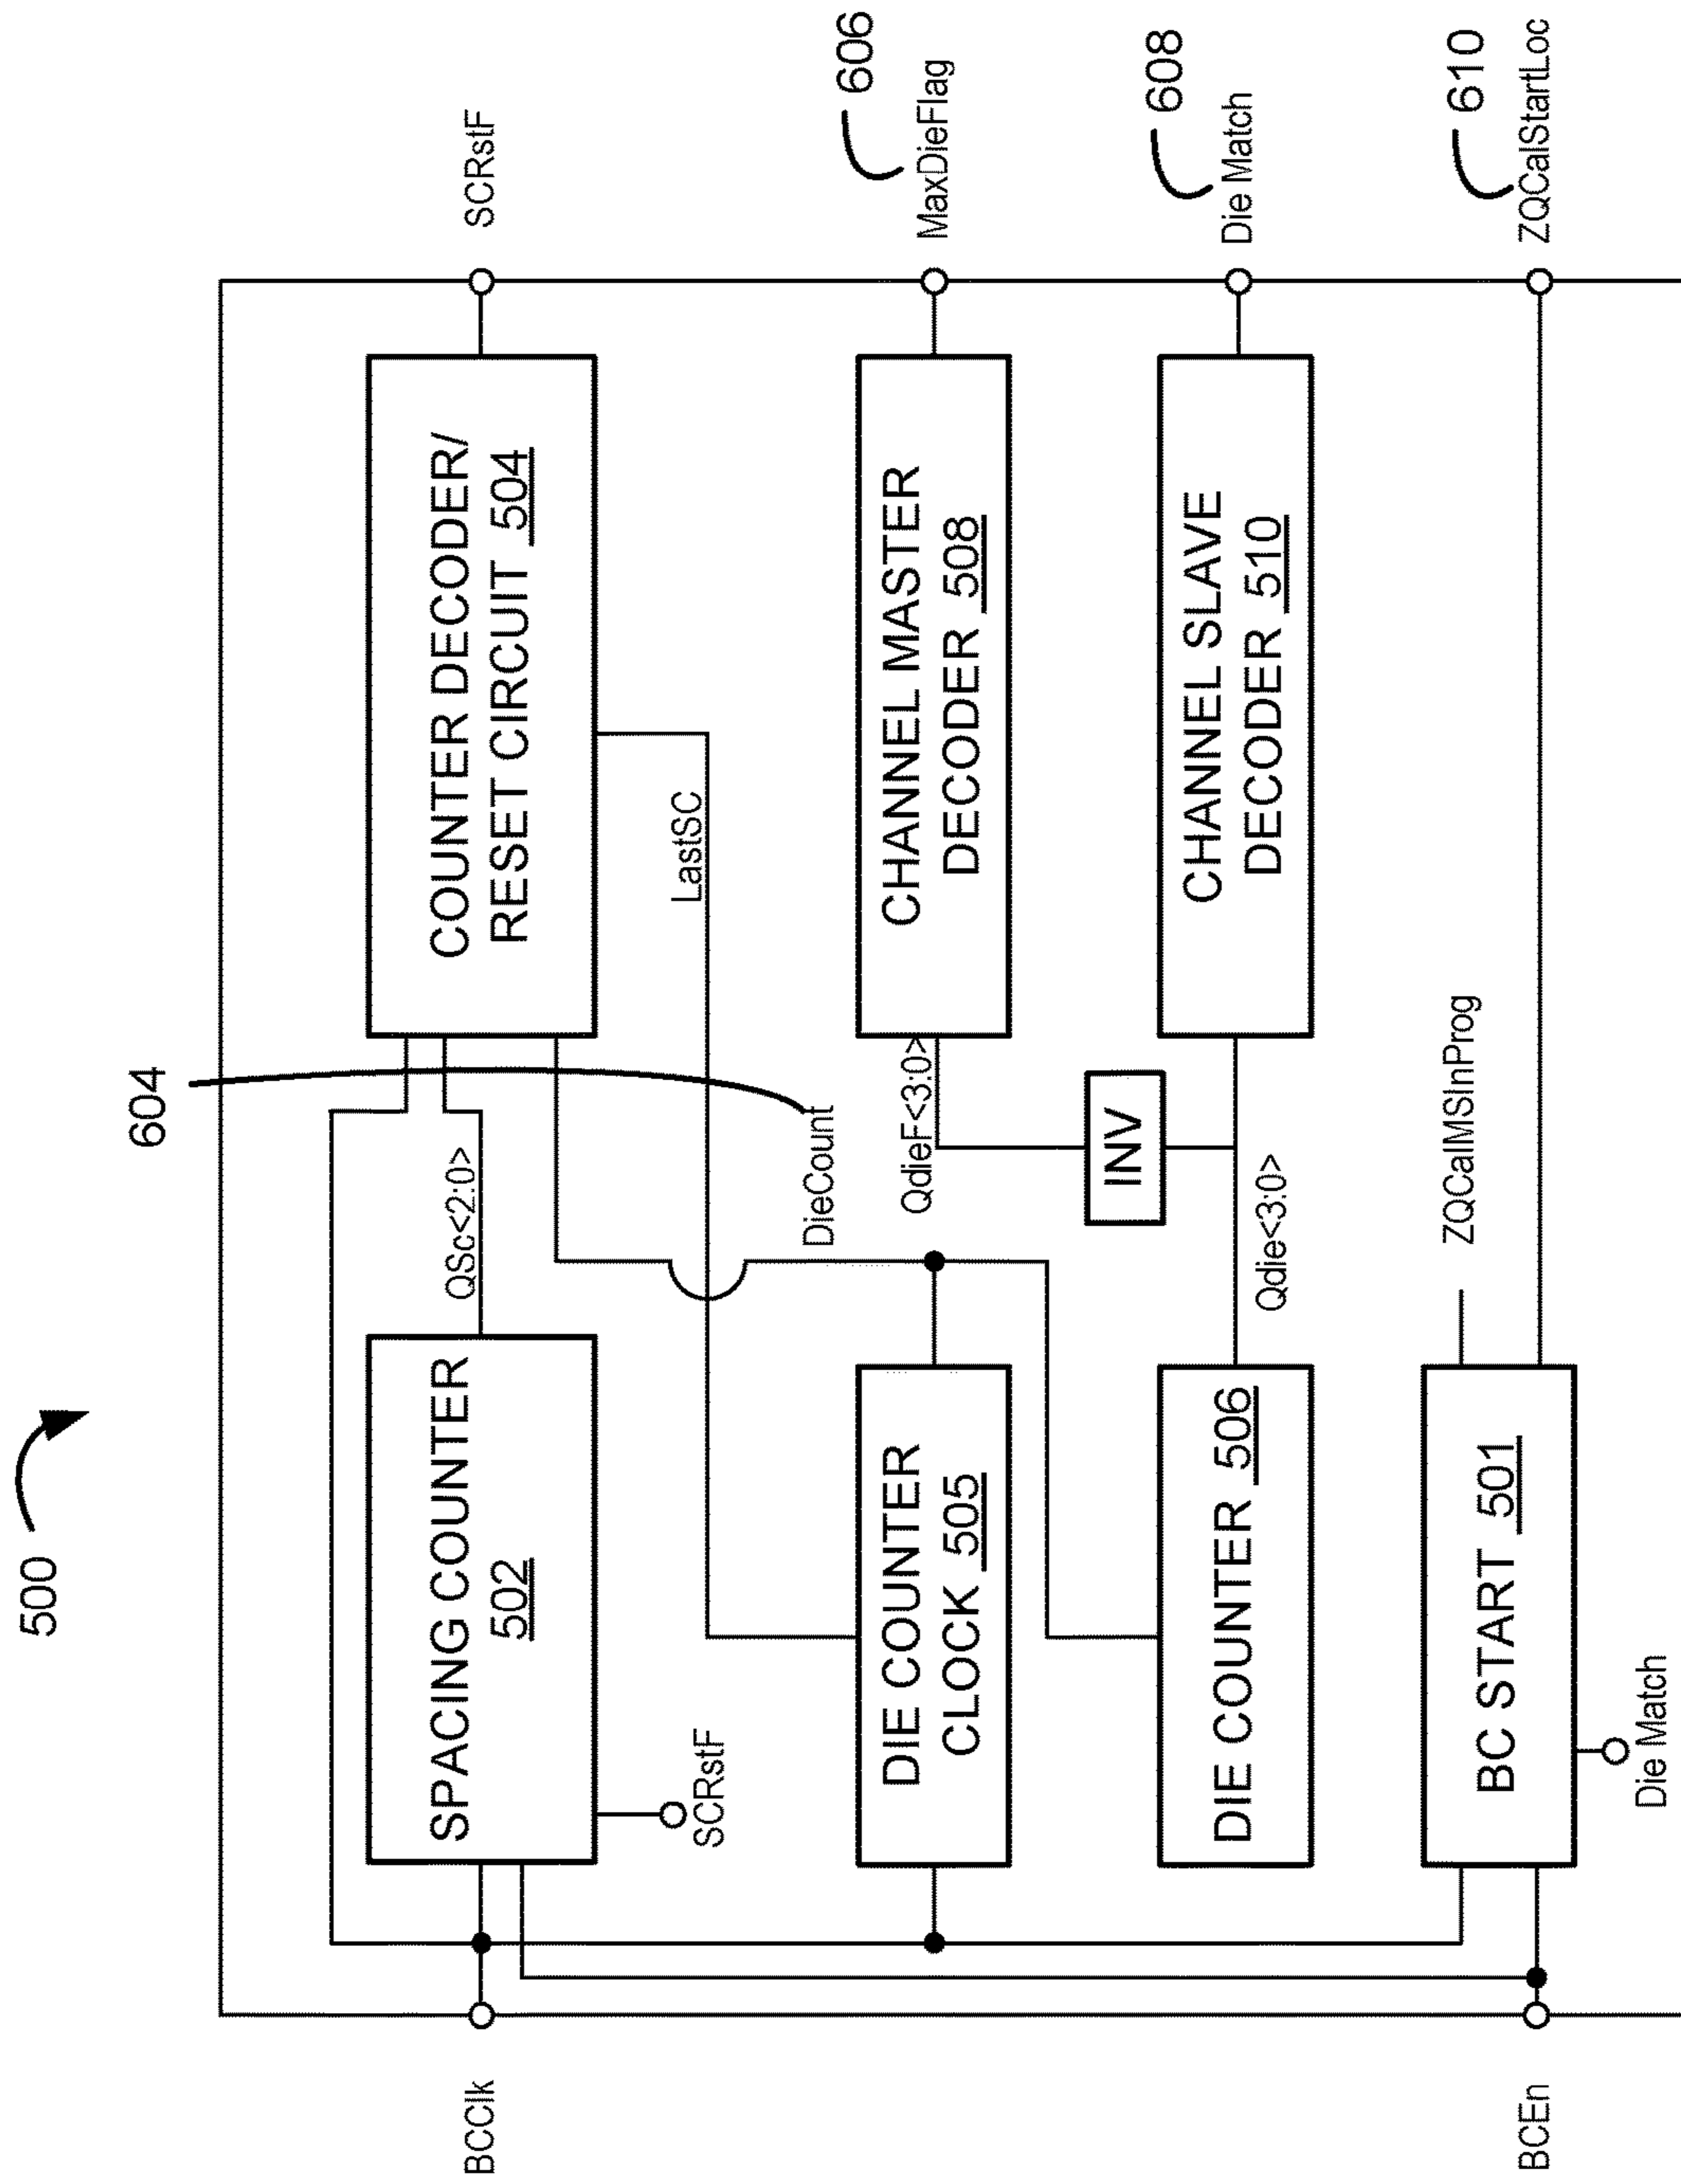 500
604
BCClk
SPACING COUNTER
502
SCRstF
QSc<2:0>
COUNTER DECODER/
RESET CIRCUIT 504
SCRstF
LastSC
DieCount
DIE COUNTER
CLOCK 505
QdieF<3:0>
CHANNEL MASTER
DECODER 508
606
MaxDieFlag
INV
DIE COUNTER 506
Qdie<3:0>
CHANNEL SLAVE
DECODER 510
608
Die Match
BCEn
BC START 501
Die Match
ZQCalMSInProg
610
ZQCalStartLoc